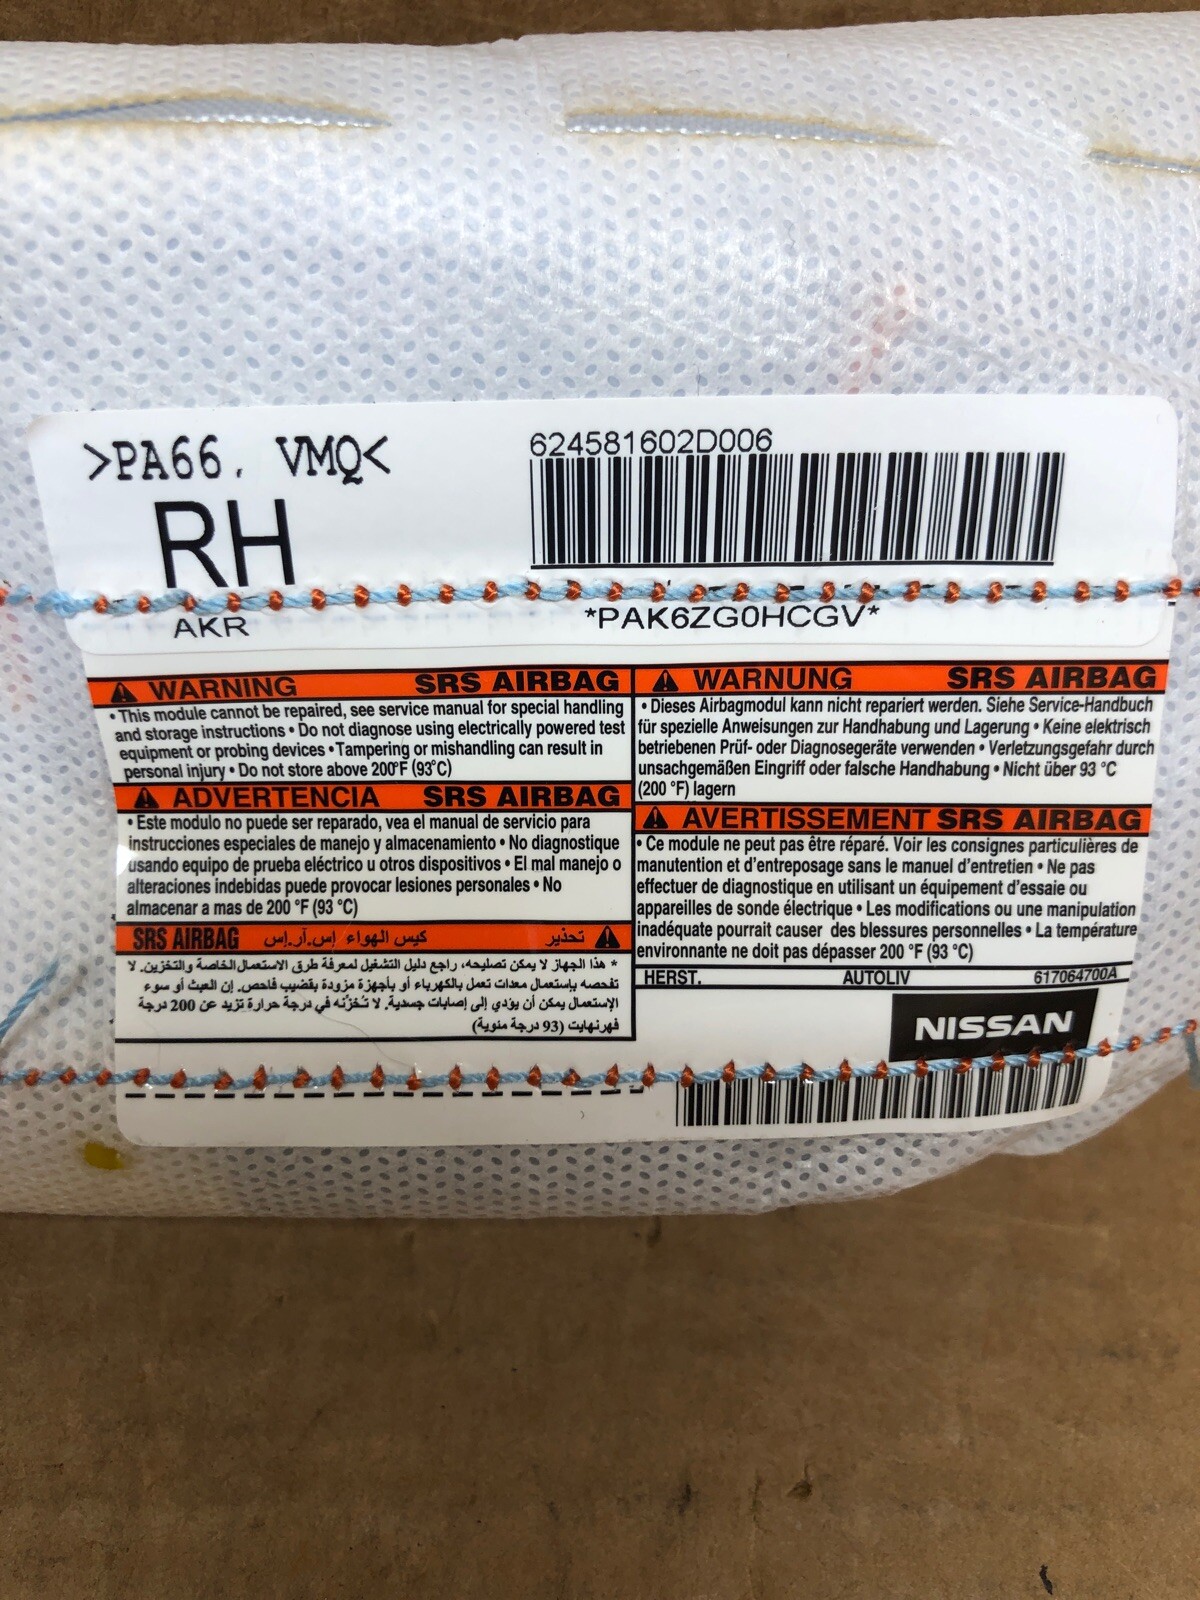 >PA66, VMQ<
RH
AKR
624581602D006
*PAK6ZG0HCGV*
WARNING SRS AIRBAG
• This module cannot be repaired, see service manual for special handling
and storage instructions • Do not diagnose using electrically powered test
equipment or probing devices • Tampering or mishandling can result in
personal injury • Do not store above 200°F (93°C)
ADVERTENCIA SRS AIRBAG
• Este modulo no puede ser reparado, vea el manual de servicio para
instrucciones especiales de manejo y almacenamiento • No diagnostique
usando equipo de prueba eléctrico u otros dispositivos • El mal manejo o
alteraciones indebidas puede provocar lesiones personales • No
almacenar a mas de 200 °F (93 °C)
تحذير كيس الهواء إس.آر.إس SRS AIRBAG
* هذا الجهاز لا يمكن تصليحه، راجع دليل التشغيل لمعرفة طرق الاستعمال الخاصة والتخزين. لا
تفحصه بإستعمال معدات تعمل بالكهرباء أو بأجهزة مزودة بقضيب فاحص. إن العبث أو سوء
الإستعمال يمكن أن يؤدي إلى إصابات جسدية. لا تـُخزّنه في درجة حرارة تزيد عن 200 درجة
فهرنهايت (93 درجة مئوية)
WARNUNG SRS AIRBAG
• Dieses Airbagmodul kann nicht repariert werden. Siehe Service-Handbuch
für spezielle Anweisungen zur Handhabung und Lagerung • Keine elektrisch
betriebenen Prüf- oder Diagnosegeräte verwenden • Verletzungsgefahr durch
unsachgemäßen Eingriff oder falsche Handhabung • Nicht über 93 °C
(200 °F) lagern
AVERTISSEMENT SRS AIRBAG
• Ce module ne peut pas être réparé. Voir les consignes particulières de
manutention et d'entreposage sans le manuel d'entretien • Ne pas
effectuer de diagnostique en utilisant un équipement d'essaie ou
appareilles de sonde électrique • Les modifications ou une manipulation
inadéquate pourrait causer des blessures personnelles • La température
environnante ne doit pas dépasser 200 °F (93 °C)
HERST. AUTOLIV 617064700A
NISSAN